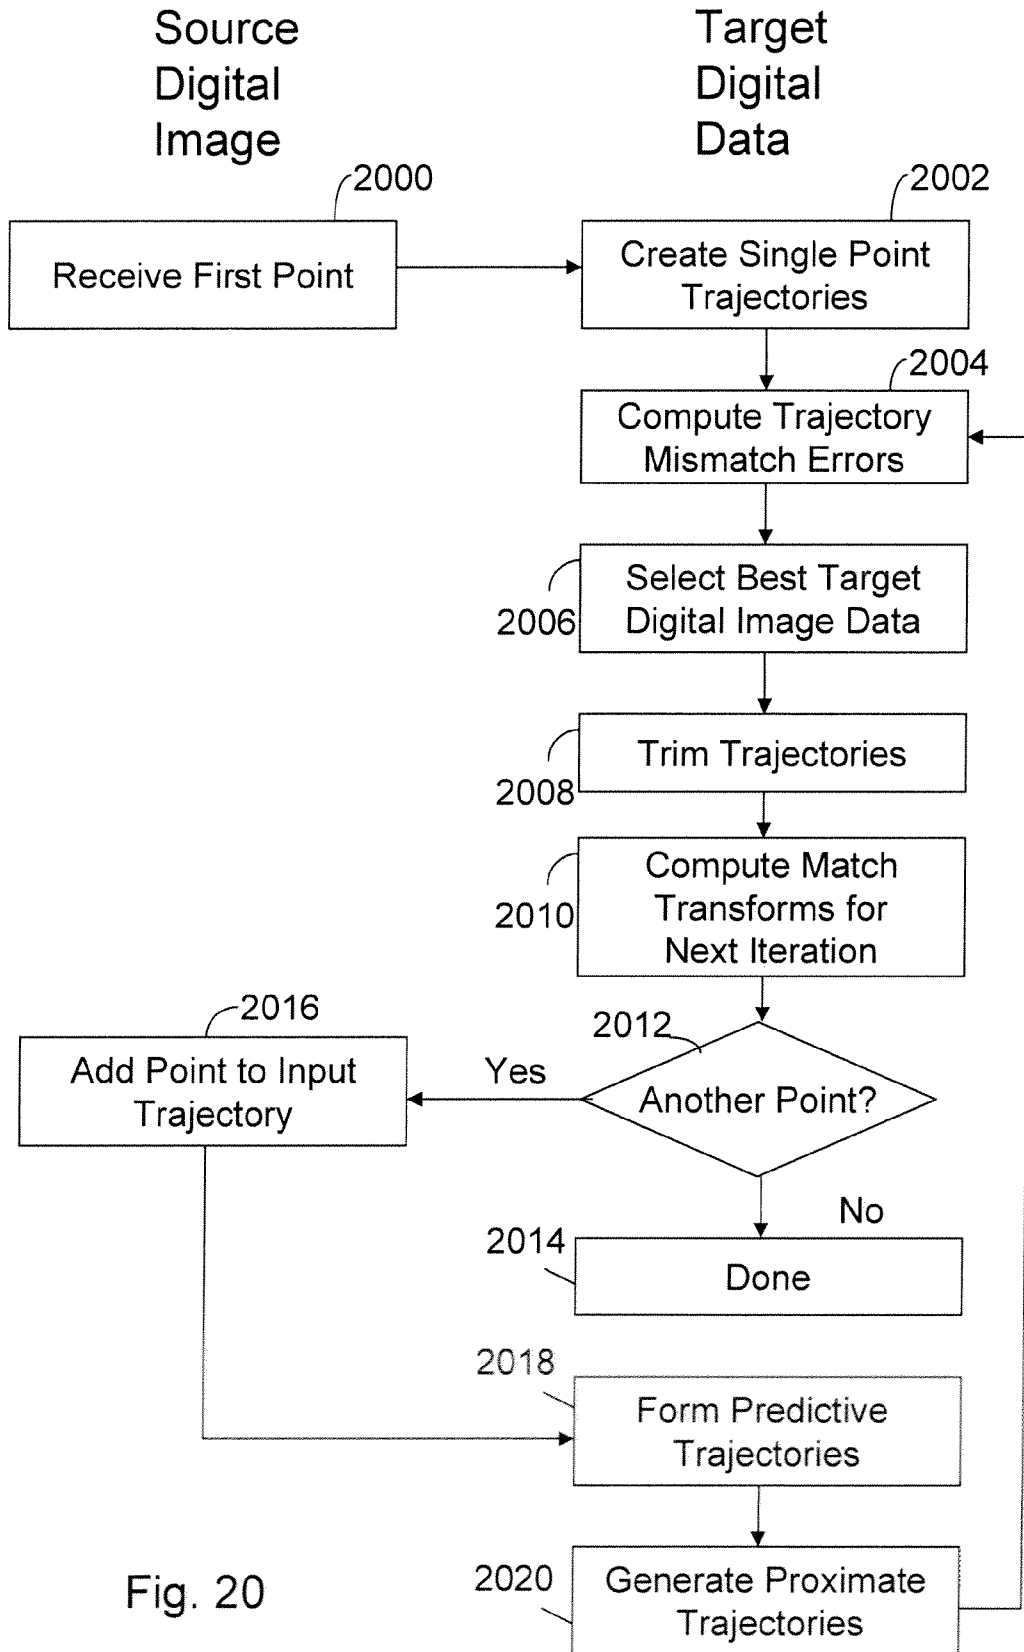 Source
Digital
Image
Target
Digital
Data
2000
Receive First Point
2002
Create Single Point
Trajectories
2004
Compute Trajectory
Mismatch Errors
2006
Select Best Target
Digital Image Data
2008
Trim Trajectories
2010
Compute Match
Transforms for
Next Iteration
2012
Another Point?
Yes
2016
Add Point to Input
Trajectory
No
2014
Done
2018
Form Predictive
Trajectories
2020
Generate Proximate
Trajectories
Fig. 20